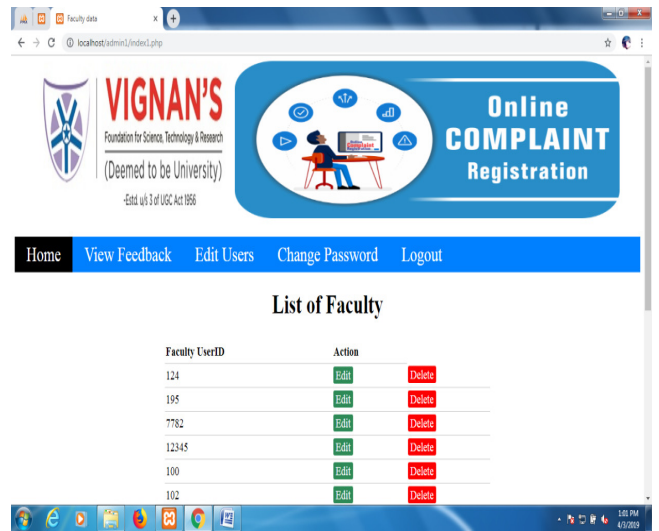 Faculty data
localhost/admin1/index1.php
VIGNAN'S
Foundation for Science, Technology & Research
(Deemed to be University)
-Estd. u/s 3 of UGC Act 1956
Online
COMPLAINT
Registration
Home View Feedback Edit Users Change Password Logout
List of Faculty
Faculty UserID Action
124 Edit Delete
195 Edit Delete
7782 Edit Delete
12345 Edit Delete
100 Edit Delete
102 Edit Delete
1:01 PM
4/3/2019